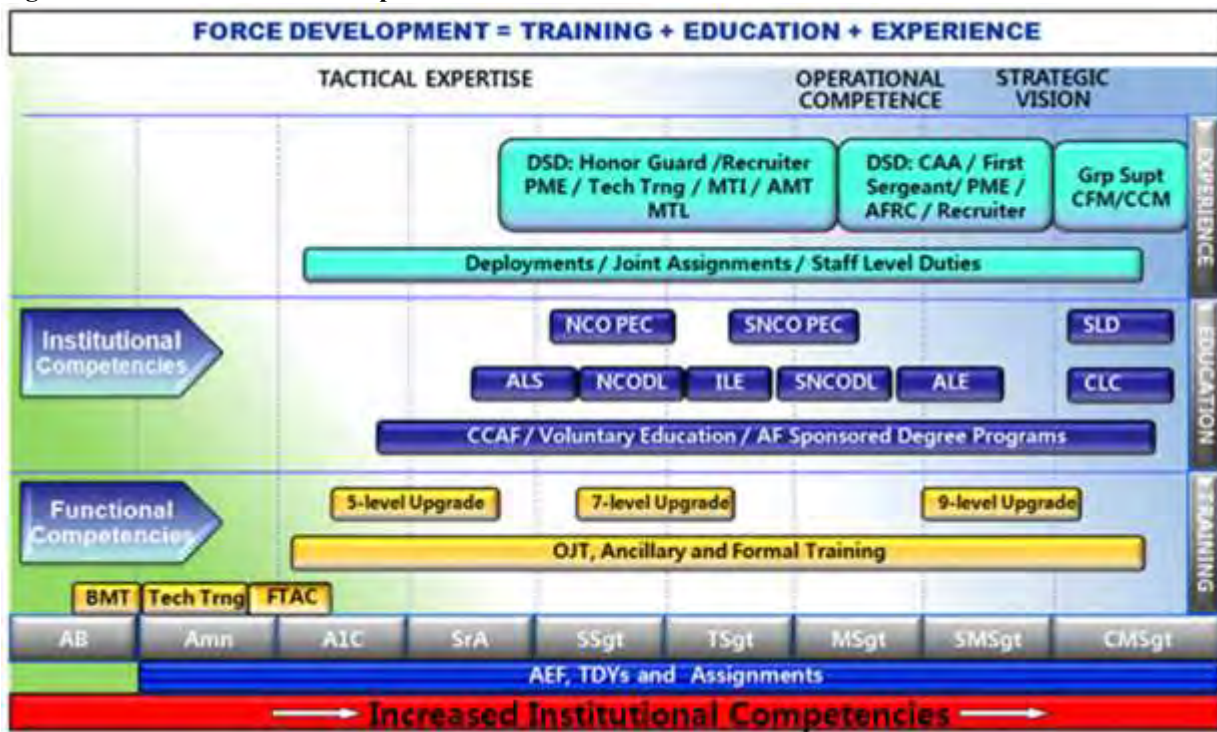 FORCE DEVELOPMENT = TRAINING + EDUCATION + EXPERIENCE
TACTICAL EXPERTISE
OPERATIONAL
COMPETENCE
STRATEGIC
VISION
DSD: Honor Guard /Recruiter
PME / Tech Trng / MTI / AMT
MTL
DSD: CAA / First
Sergeant/ PME /
AFRC / Recruiter
Grp Supt
CFM/CCM
EXPERIENCE
Deployments / Joint Assignments / Staff Level Duties
Institutional
Competencies
NCO PEC
SNCO PEC
SLD
EDUCATION
ALS
NCODL
ILE
SNCODL
ALE
CLC
CCAF / Voluntary Education / AF Sponsored Degree Programs
Functional
Competencies
5-level Upgrade
7-level Upgrade
9-level Upgrade
TRAINING
OJT, Ancillary and Formal Training
BMT
Tech Trng
FTAC
AB
Amn
A1C
SrA
SSgt
TSgt
MSgt
SMSgt
CMSgt
AEF, TDYs and Assignments
Increased Institutional Competencies